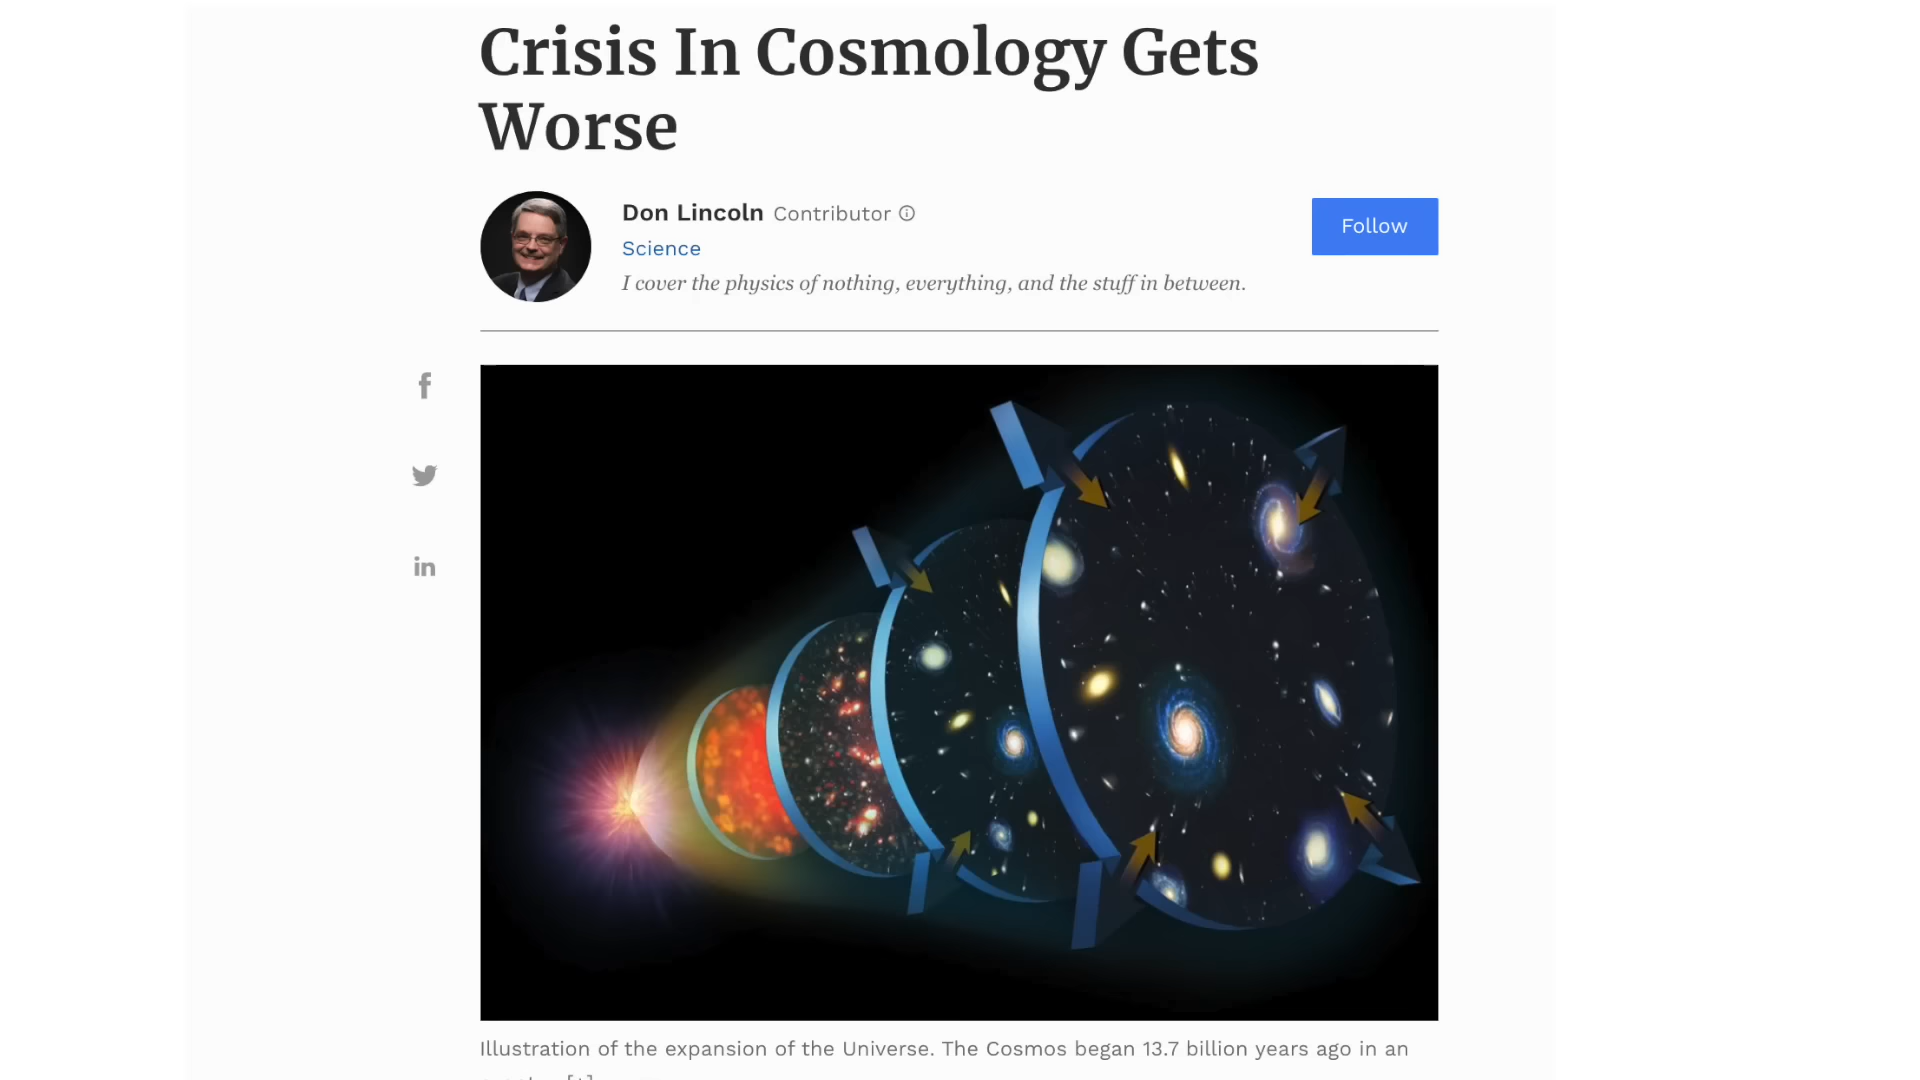 Crisis In Cosmology Gets
Worse
Don Lincoln Contributor
Science
I cover the physics of nothing, everything, and the stuff in between.
Follow
Illustration of the expansion of the Universe. The Cosmos began 13.7 billion years ago in an